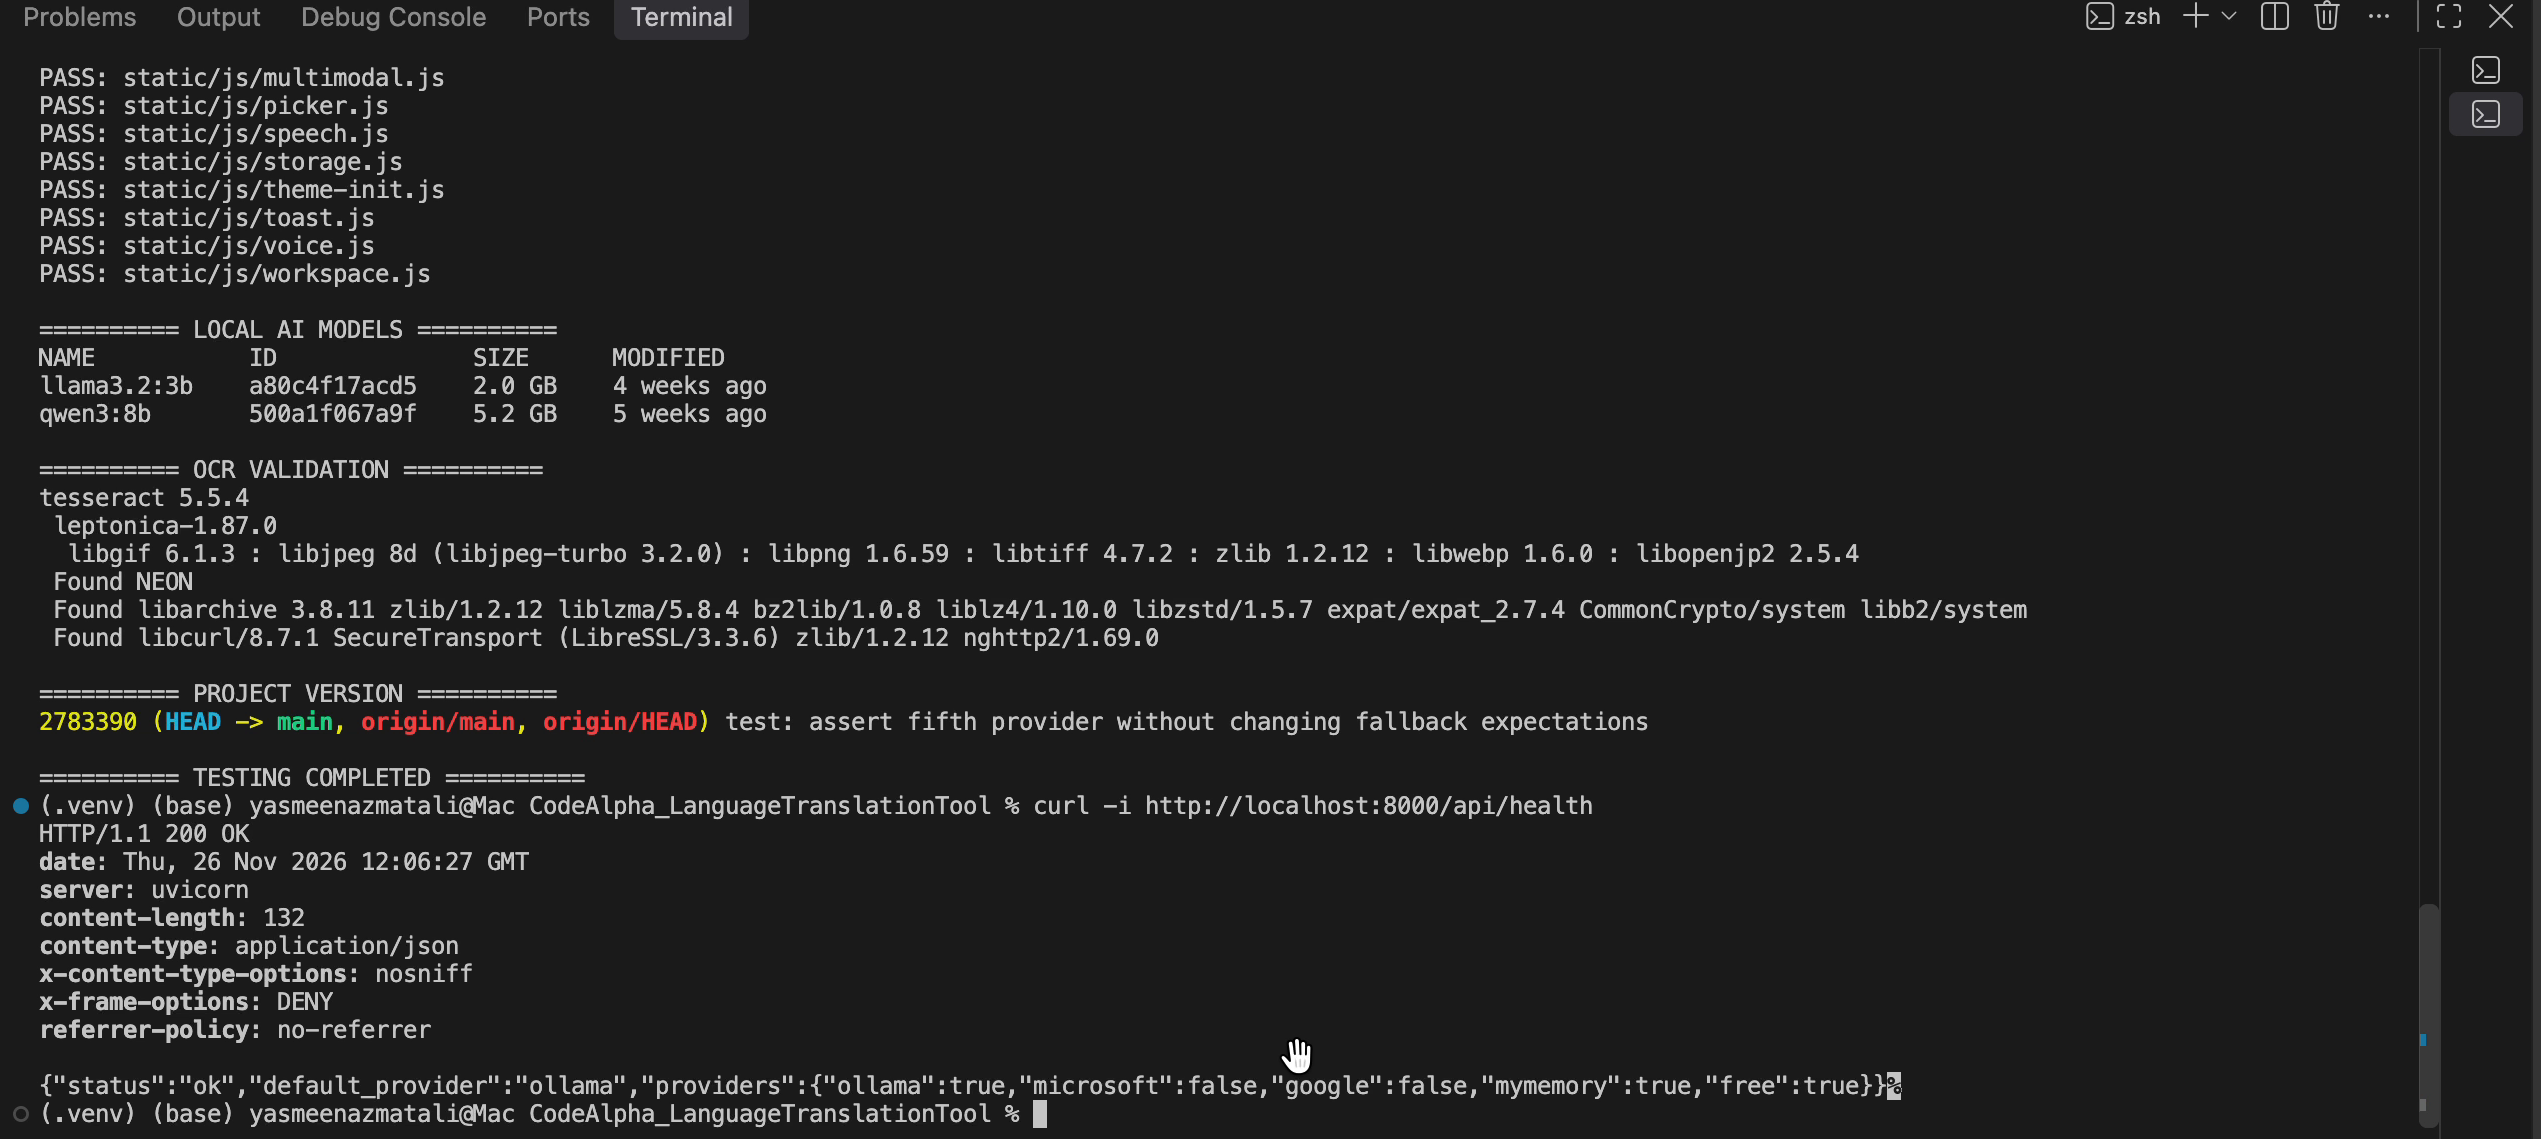 Problems Output Debug Console Ports Terminal zsh
PASS: static/js/multimodal.js
PASS: static/js/picker.js
PASS: static/js/speech.js
PASS: static/js/storage.js
PASS: static/js/theme-init.js
PASS: static/js/toast.js
PASS: static/js/voice.js
PASS: static/js/workspace.js
========== LOCAL AI MODELS ==========
NAME ID SIZE MODIFIED
llama3.2:3b a80c4f17acd5 2.0 GB 4 weeks ago
qwen3:8b 500a1f067a9f 5.2 GB 5 weeks ago
========== OCR VALIDATION ==========
tesseract 5.5.4
leptonica-1.87.0
libgif 6.1.3 : libjpeg 8d (libjpeg-turbo 3.2.0) : libpng 1.6.59 : libtiff 4.7.2 : zlib 1.2.12 : libwebp 1.6.0 : libopenjp2 2.5.4
Found NEON
Found libarchive 3.8.11 zlib/1.2.12 liblzma/5.8.4 bz2lib/1.0.8 liblz4/1.10.0 libzstd/1.5.7 expat/expat_2.7.4 CommonCrypto/system libb2/system
Found libcurl/8.7.1 SecureTransport (LibreSSL/3.3.6) zlib/1.2.12 nghttp2/1.69.0
========== PROJECT VERSION ==========
2783390 (HEAD -> main, origin/main, origin/HEAD) test: assert fifth provider without changing fallback expectations
========== TESTING COMPLETED ==========
(.venv) (base) yasmeenazmatali@Mac CodeAlpha_LanguageTranslationTool % curl -i http://localhost:8000/api/health
HTTP/1.1 200 OK
date: Thu, 26 Nov 2026 12:06:27 GMT
server: uvicorn
content-length: 132
content-type: application/json
x-content-type-options: nosniff
x-frame-options: DENY
referrer-policy: no-referrer
{"status":"ok","default_provider":"ollama","providers":{"ollama":true,"microsoft":false,"google":false,"mymemory":true,"free":true}}%
(.venv) (base) yasmeenazmatali@Mac CodeAlpha_LanguageTranslationTool %